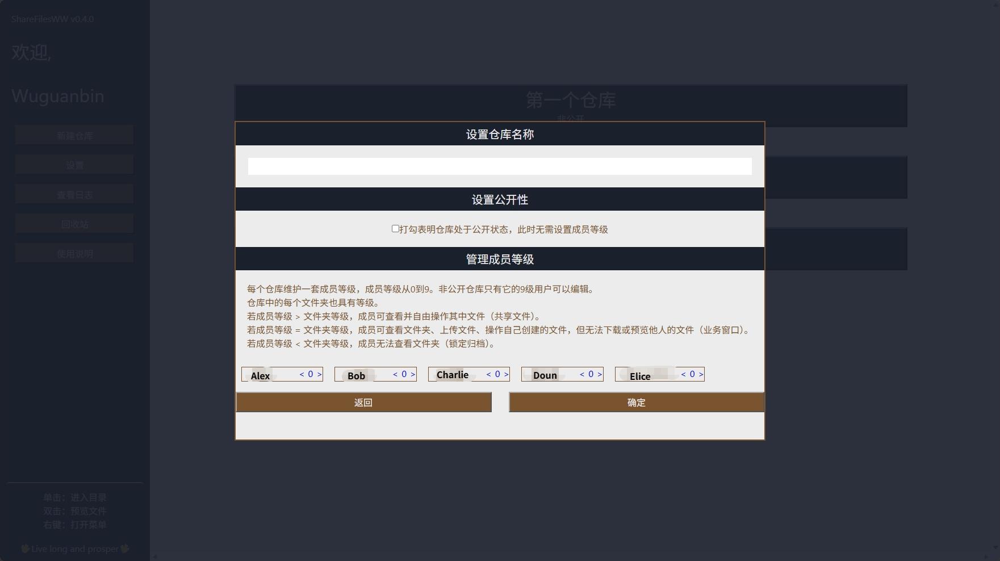 ShareFilesWW v0.4.0
欢迎,
Wuguanbin
新建仓库
设置
查看日志
回收站
使用说明
单击：进入目录
双击：预览文件
右键：打开菜单
🖖Live long and prosper🖖
第一个仓库
非公开
设置仓库名称
设置公开性
打勾表明仓库处于公开状态，此时无需设置成员等级
管理成员等级
每个仓库维护一套成员等级，成员等级从0到9。非公开仓库只有它的9级用户可以编辑。
仓库中的每个文件夹也具有等级。
若成员等级 > 文件夹等级，成员可查看并自由操作其中文件（共享文件）。
若成员等级 = 文件夹等级，成员可查看文件夹、上传文件、操作自己创建的文件，但无法下载或预览他人的文件（业务窗口）。
若成员等级 < 文件夹等级，成员无法查看文件夹（锁定归档）。
Alex < 0 > Bob < 0 > Charlie < 0 > Doun < 0 > Elice < 0 >
返回 确定